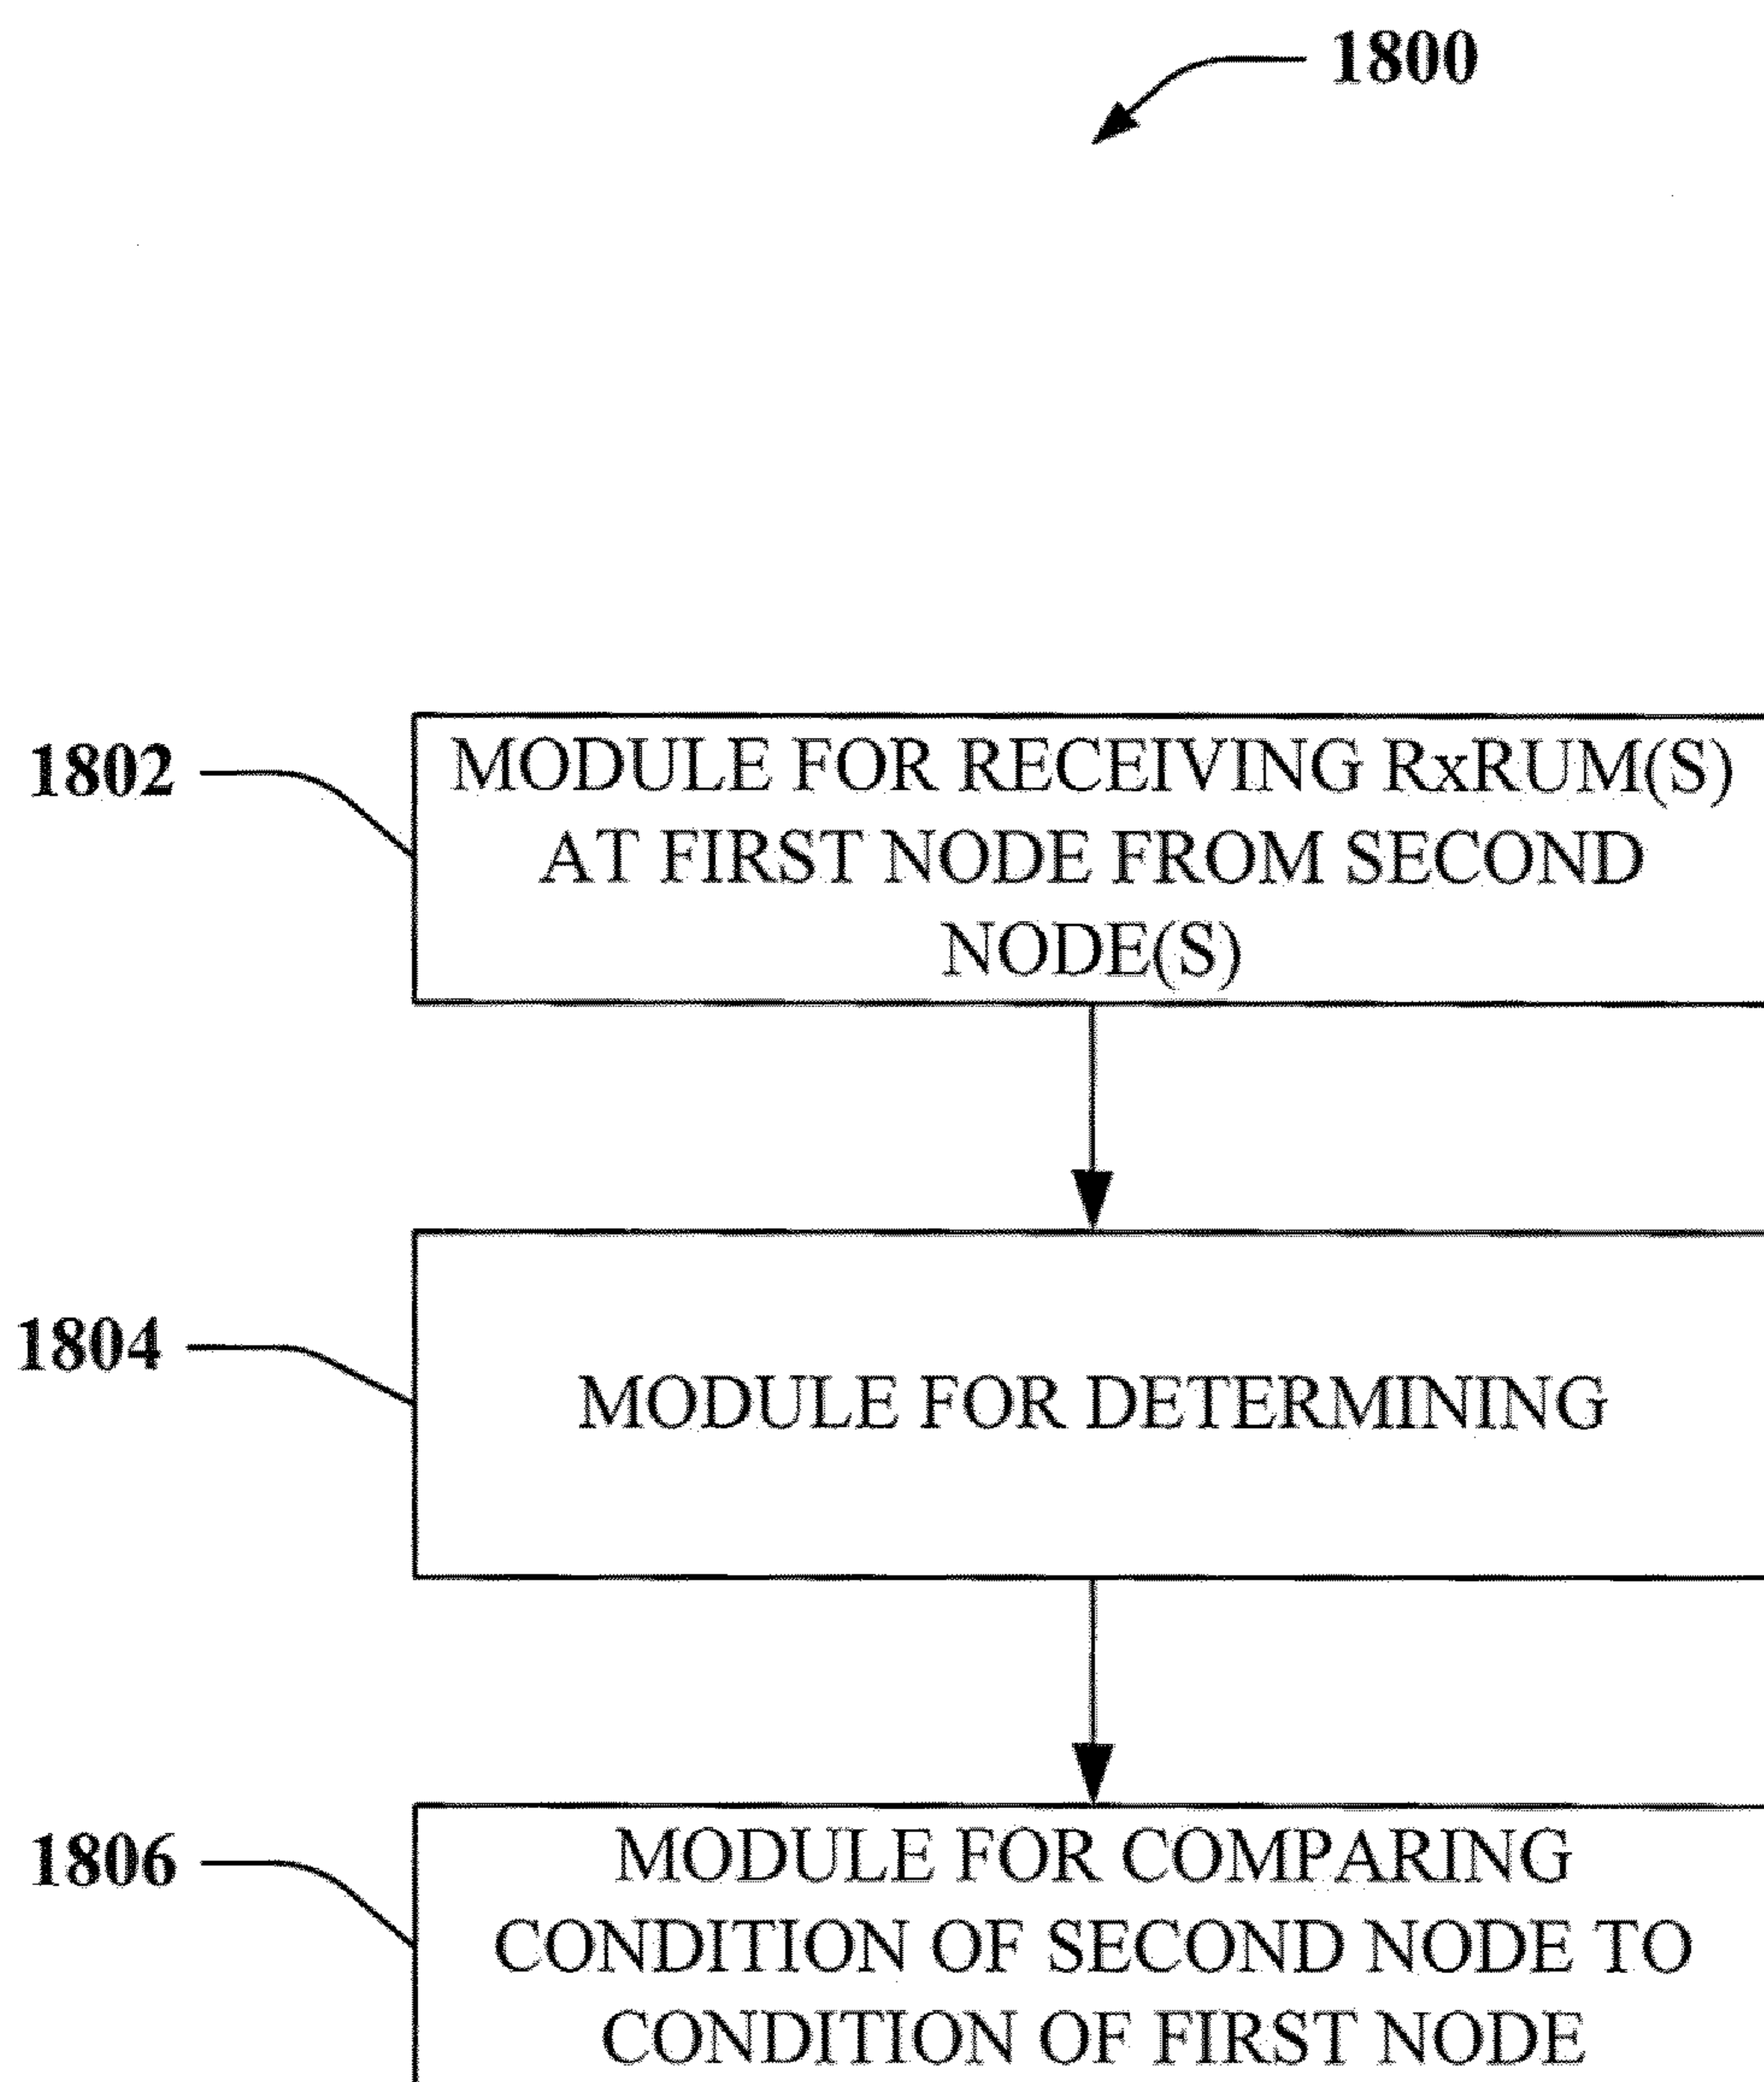 1800
1802
MODULE FOR RECEIVING RxRUM(S)
AT FIRST NODE FROM SECOND
NODE(S)
1804
MODULE FOR DETERMINING
1806
MODULE FOR COMPARING
CONDITION OF SECOND NODE TO
CONDITION OF FIRST NODE